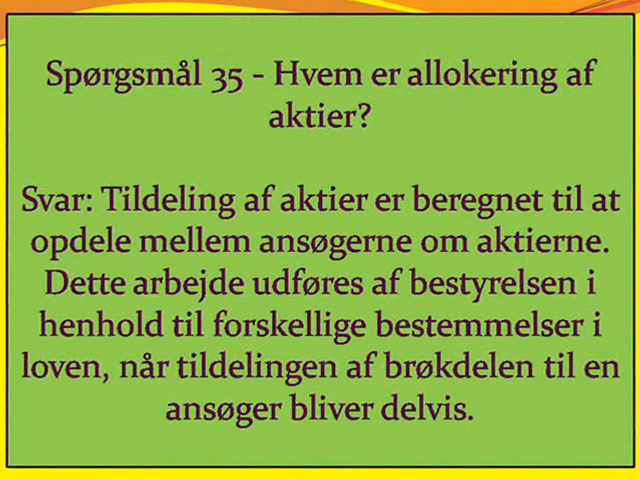 Spørgsmål 35 - Hvem er allokering af
aktier?
Svar: Tildeling af aktier er beregnet til at
opdele mellem ansøgerne om aktierne.
Dette arbejde udføres af bestyrelsen i
henhold til forskellige bestemmelser i
loven, når tildelingen af brøkdelen til en
ansøger bliver delvis.